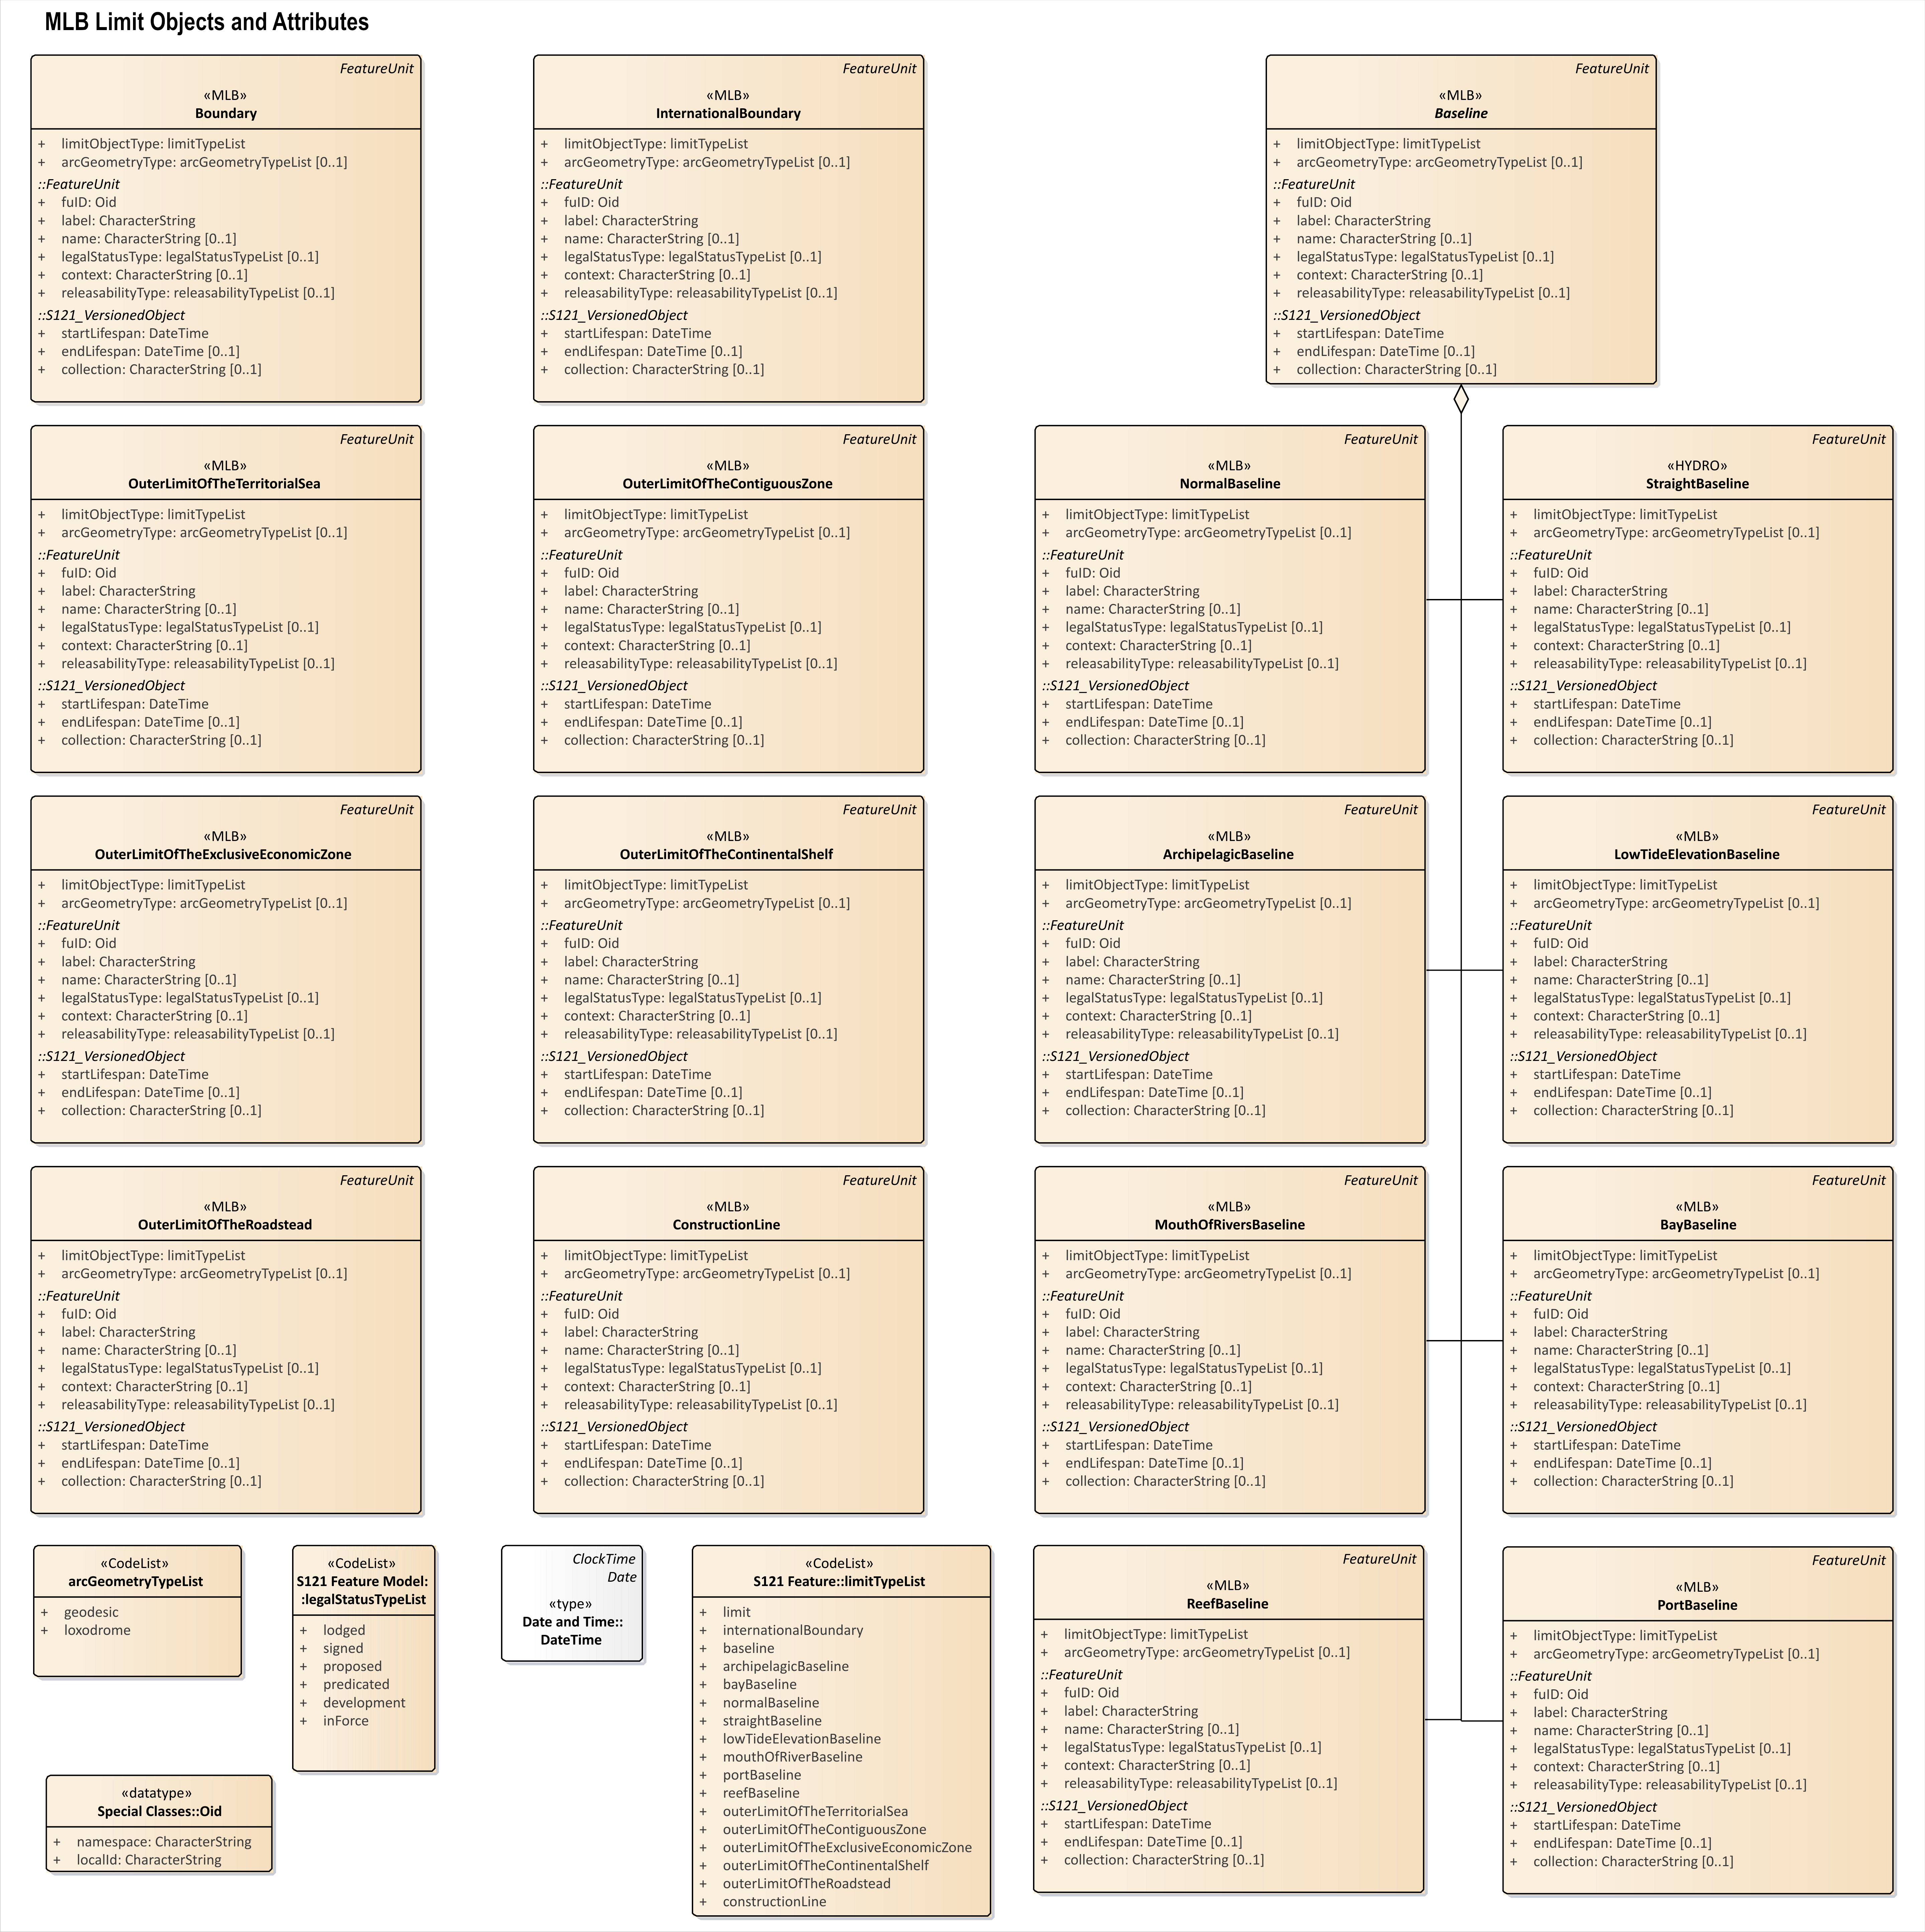 MLB Limit Objects and Attributes
FeatureUnit
«MLB»
Boundary
+ limitObjectType: limitTypeList
+ arcGeometryType: arcGeometryTypeList [0..1]
::FeatureUnit
+ fuID: Oid
+ label: CharacterString
+ name: CharacterString [0..1]
+ legalStatusType: legalStatusTypeList [0..1]
+ context: CharacterString [0..1]
+ releasabilityType: releasabilityTypeList [0..1]
::S121_VersionedObject
+ startLifespan: DateTime
+ endLifespan: DateTime [0..1]
+ collection: CharacterString [0..1]
FeatureUnit
«MLB»
InternationalBoundary
+ limitObjectType: limitTypeList
+ arcGeometryType: arcGeometryTypeList [0..1]
::FeatureUnit
+ fuID: Oid
+ label: CharacterString
+ name: CharacterString [0..1]
+ legalStatusType: legalStatusTypeList [0..1]
+ context: CharacterString [0..1]
+ releasabilityType: releasabilityTypeList [0..1]
::S121_VersionedObject
+ startLifespan: DateTime
+ endLifespan: DateTime [0..1]
+ collection: CharacterString [0..1]
FeatureUnit
«MLB»
Baseline
+ limitObjectType: limitTypeList
+ arcGeometryType: arcGeometryTypeList [0..1]
::FeatureUnit
+ fuID: Oid
+ label: CharacterString
+ name: CharacterString [0..1]
+ legalStatusType: legalStatusTypeList [0..1]
+ context: CharacterString [0..1]
+ releasabilityType: releasabilityTypeList [0..1]
::S121_VersionedObject
+ startLifespan: DateTime
+ endLifespan: DateTime [0..1]
+ collection: CharacterString [0..1]
FeatureUnit
«MLB»
OuterLimitOfTheTerritorialSea
+ limitObjectType: limitTypeList
+ arcGeometryType: arcGeometryTypeList [0..1]
::FeatureUnit
+ fuID: Oid
+ label: CharacterString
+ name: CharacterString [0..1]
+ legalStatusType: legalStatusTypeList [0..1]
+ context: CharacterString [0..1]
+ releasabilityType: releasabilityTypeList [0..1]
::S121_VersionedObject
+ startLifespan: DateTime
+ endLifespan: DateTime [0..1]
+ collection: CharacterString [0..1]
FeatureUnit
«MLB»
OuterLimitOfTheContiguousZone
+ limitObjectType: limitTypeList
+ arcGeometryType: arcGeometryTypeList [0..1]
::FeatureUnit
+ fuID: Oid
+ label: CharacterString
+ name: CharacterString [0..1]
+ legalStatusType: legalStatusTypeList [0..1]
+ context: CharacterString [0..1]
+ releasabilityType: releasabilityTypeList [0..1]
::S121_VersionedObject
+ startLifespan: DateTime
+ endLifespan: DateTime [0..1]
+ collection: CharacterString [0..1]
FeatureUnit
«MLB»
NormalBaseline
+ limitObjectType: limitTypeList
+ arcGeometryType: arcGeometryTypeList [0..1]
::FeatureUnit
+ fuID: Oid
+ label: CharacterString
+ name: CharacterString [0..1]
+ legalStatusType: legalStatusTypeList [0..1]
+ context: CharacterString [0..1]
+ releasabilityType: releasabilityTypeList [0..1]
::S121_VersionedObject
+ startLifespan: DateTime
+ endLifespan: DateTime [0..1]
+ collection: CharacterString [0..1]
FeatureUnit
«HYDRO»
StraightBaseline
+ limitObjectType: limitTypeList
+ arcGeometryType: arcGeometryTypeList [0..1]
::FeatureUnit
+ fuID: Oid
+ label: CharacterString
+ name: CharacterString [0..1]
+ legalStatusType: legalStatusTypeList [0..1]
+ context: CharacterString [0..1]
+ releasabilityType: releasabilityTypeList [0..1]
::S121_VersionedObject
+ startLifespan: DateTime
+ endLifespan: DateTime [0..1]
+ collection: CharacterString [0..1]
FeatureUnit
«MLB»
OuterLimitOfTheExclusiveEconomicZone
+ limitObjectType: limitTypeList
+ arcGeometryType: arcGeometryTypeList [0..1]
::FeatureUnit
+ fuID: Oid
+ label: CharacterString
+ name: CharacterString [0..1]
+ legalStatusType: legalStatusTypeList [0..1]
+ context: CharacterString [0..1]
+ releasabilityType: releasabilityTypeList [0..1]
::S121_VersionedObject
+ startLifespan: DateTime
+ endLifespan: DateTime [0..1]
+ collection: CharacterString [0..1]
FeatureUnit
«MLB»
OuterLimitOfTheContinentalShelf
+ limitObjectType: limitTypeList
+ arcGeometryType: arcGeometryTypeList [0..1]
::FeatureUnit
+ fuID: Oid
+ label: CharacterString
+ name: CharacterString [0..1]
+ legalStatusType: legalStatusTypeList [0..1]
+ context: CharacterString [0..1]
+ releasabilityType: releasabilityTypeList [0..1]
::S121_VersionedObject
+ startLifespan: DateTime
+ endLifespan: DateTime [0..1]
+ collection: CharacterString [0..1]
FeatureUnit
«MLB»
ArchipelagicBaseline
+ limitObjectType: limitTypeList
+ arcGeometryType: arcGeometryTypeList [0..1]
::FeatureUnit
+ fuID: Oid
+ label: CharacterString
+ name: CharacterString [0..1]
+ legalStatusType: legalStatusTypeList [0..1]
+ context: CharacterString [0..1]
+ releasabilityType: releasabilityTypeList [0..1]
::S121_VersionedObject
+ startLifespan: DateTime
+ endLifespan: DateTime [0..1]
+ collection: CharacterString [0..1]
FeatureUnit
«MLB»
LowTideElevationBaseline
+ limitObjectType: limitTypeList
+ arcGeometryType: arcGeometryTypeList [0..1]
::FeatureUnit
+ fuID: Oid
+ label: CharacterString
+ name: CharacterString [0..1]
+ legalStatusType: legalStatusTypeList [0..1]
+ context: CharacterString [0..1]
+ releasabilityType: releasabilityTypeList [0..1]
::S121_VersionedObject
+ startLifespan: DateTime
+ endLifespan: DateTime [0..1]
+ collection: CharacterString [0..1]
FeatureUnit
«MLB»
OuterLimitOfTheRoadstead
+ limitObjectType: limitTypeList
+ arcGeometryType: arcGeometryTypeList [0..1]
::FeatureUnit
+ fuID: Oid
+ label: CharacterString
+ name: CharacterString [0..1]
+ legalStatusType: legalStatusTypeList [0..1]
+ context: CharacterString [0..1]
+ releasabilityType: releasabilityTypeList [0..1]
::S121_VersionedObject
+ startLifespan: DateTime
+ endLifespan: DateTime [0..1]
+ collection: CharacterString [0..1]
FeatureUnit
«MLB»
ConstructionLine
+ limitObjectType: limitTypeList
+ arcGeometryType: arcGeometryTypeList [0..1]
::FeatureUnit
+ fuID: Oid
+ label: CharacterString
+ name: CharacterString [0..1]
+ legalStatusType: legalStatusTypeList [0..1]
+ context: CharacterString [0..1]
+ releasabilityType: releasabilityTypeList [0..1]
::S121_VersionedObject
+ startLifespan: DateTime
+ endLifespan: DateTime [0..1]
+ collection: CharacterString [0..1]
FeatureUnit
«MLB»
MouthOfRiversBaseline
+ limitObjectType: limitTypeList
+ arcGeometryType: arcGeometryTypeList [0..1]
::FeatureUnit
+ fuID: Oid
+ label: CharacterString
+ name: CharacterString [0..1]
+ legalStatusType: legalStatusTypeList [0..1]
+ context: CharacterString [0..1]
+ releasabilityType: releasabilityTypeList [0..1]
::S121_VersionedObject
+ startLifespan: DateTime
+ endLifespan: DateTime [0..1]
+ collection: CharacterString [0..1]
FeatureUnit
«MLB»
BayBaseline
+ limitObjectType: limitTypeList
+ arcGeometryType: arcGeometryTypeList [0..1]
::FeatureUnit
+ fuID: Oid
+ label: CharacterString
+ name: CharacterString [0..1]
+ legalStatusType: legalStatusTypeList [0..1]
+ context: CharacterString [0..1]
+ releasabilityType: releasabilityTypeList [0..1]
::S121_VersionedObject
+ startLifespan: DateTime
+ endLifespan: DateTime [0..1]
+ collection: CharacterString [0..1]
«CodeList»
arcGeometryTypeList
+ geodesic
+ loxodrome
«CodeList»
S121 Feature Model:
:legalStatusTypeList
+ lodged
+ signed
+ proposed
+ predicated
+ development
+ inForce
ClockTime
Date
«type»
Date and Time::
DateTime
«CodeList»
S121 Feature::limitTypeList
+ limit
+ internationalBoundary
+ baseline
+ archipelagicBaseline
+ bayBaseline
+ normalBaseline
+ straightBaseline
+ lowTideElevationBaseline
+ mouthOfRiverBaseline
+ portBaseline
+ reefBaseline
+ outerLimitOfTheTerritorialSea
+ outerLimitOfTheContiguousZone
+ outerLimitOfTheExclusiveEconomicZone
+ outerLimitOfTheContinentalShelf
+ outerLimitOfTheRoadstead
+ constructionLine
FeatureUnit
«MLB»
ReefBaseline
+ limitObjectType: limitTypeList
+ arcGeometryType: arcGeometryTypeList [0..1]
::FeatureUnit
+ fuID: Oid
+ label: CharacterString
+ name: CharacterString [0..1]
+ legalStatusType: legalStatusTypeList [0..1]
+ context: CharacterString [0..1]
+ releasabilityType: releasabilityTypeList [0..1]
::S121_VersionedObject
+ startLifespan: DateTime
+ endLifespan: DateTime [0..1]
+ collection: CharacterString [0..1]
FeatureUnit
«MLB»
PortBaseline
+ limitObjectType: limitTypeList
+ arcGeometryType: arcGeometryTypeList [0..1]
::FeatureUnit
+ fuID: Oid
+ label: CharacterString
+ name: CharacterString [0..1]
+ legalStatusType: legalStatusTypeList [0..1]
+ context: CharacterString [0..1]
+ releasabilityType: releasabilityTypeList [0..1]
::S121_VersionedObject
+ startLifespan: DateTime
+ endLifespan: DateTime [0..1]
+ collection: CharacterString [0..1]
«datatype»
Special Classes::Oid
+ namespace: CharacterString
+ localId: CharacterString